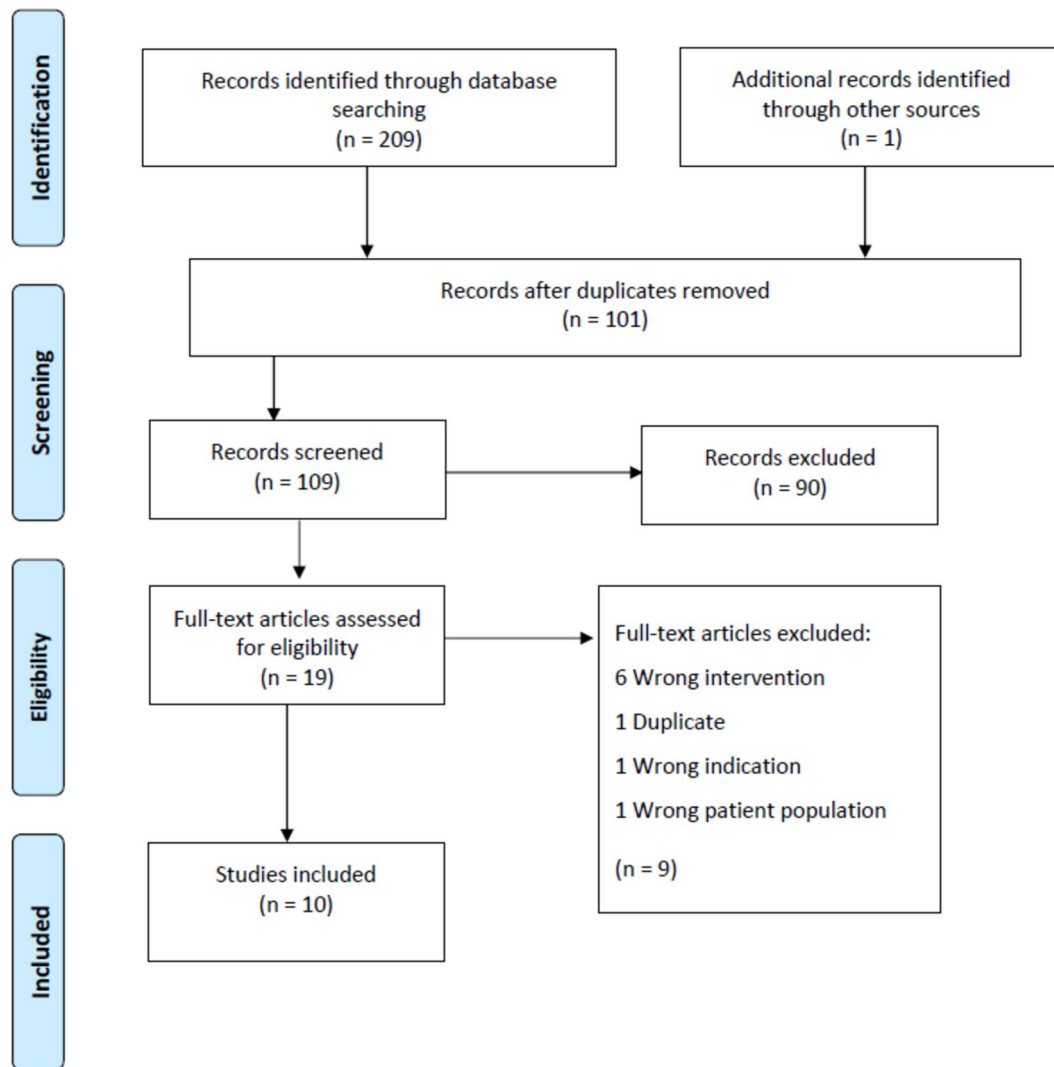 Identification
Records identified through database
searching
(n = 209)
Additional records identified
through other sources
(n = 1)
Screening
Records after duplicates removed
(n = 101)
Records screened
(n = 109)
Records excluded
(n = 90)
Eligibility
Full-text articles assessed
for eligibility
(n = 19)
Full-text articles excluded:
6 Wrong intervention
1 Duplicate
1 Wrong indication
1 Wrong patient population
(n = 9)
Included
Studies included
(n = 10)